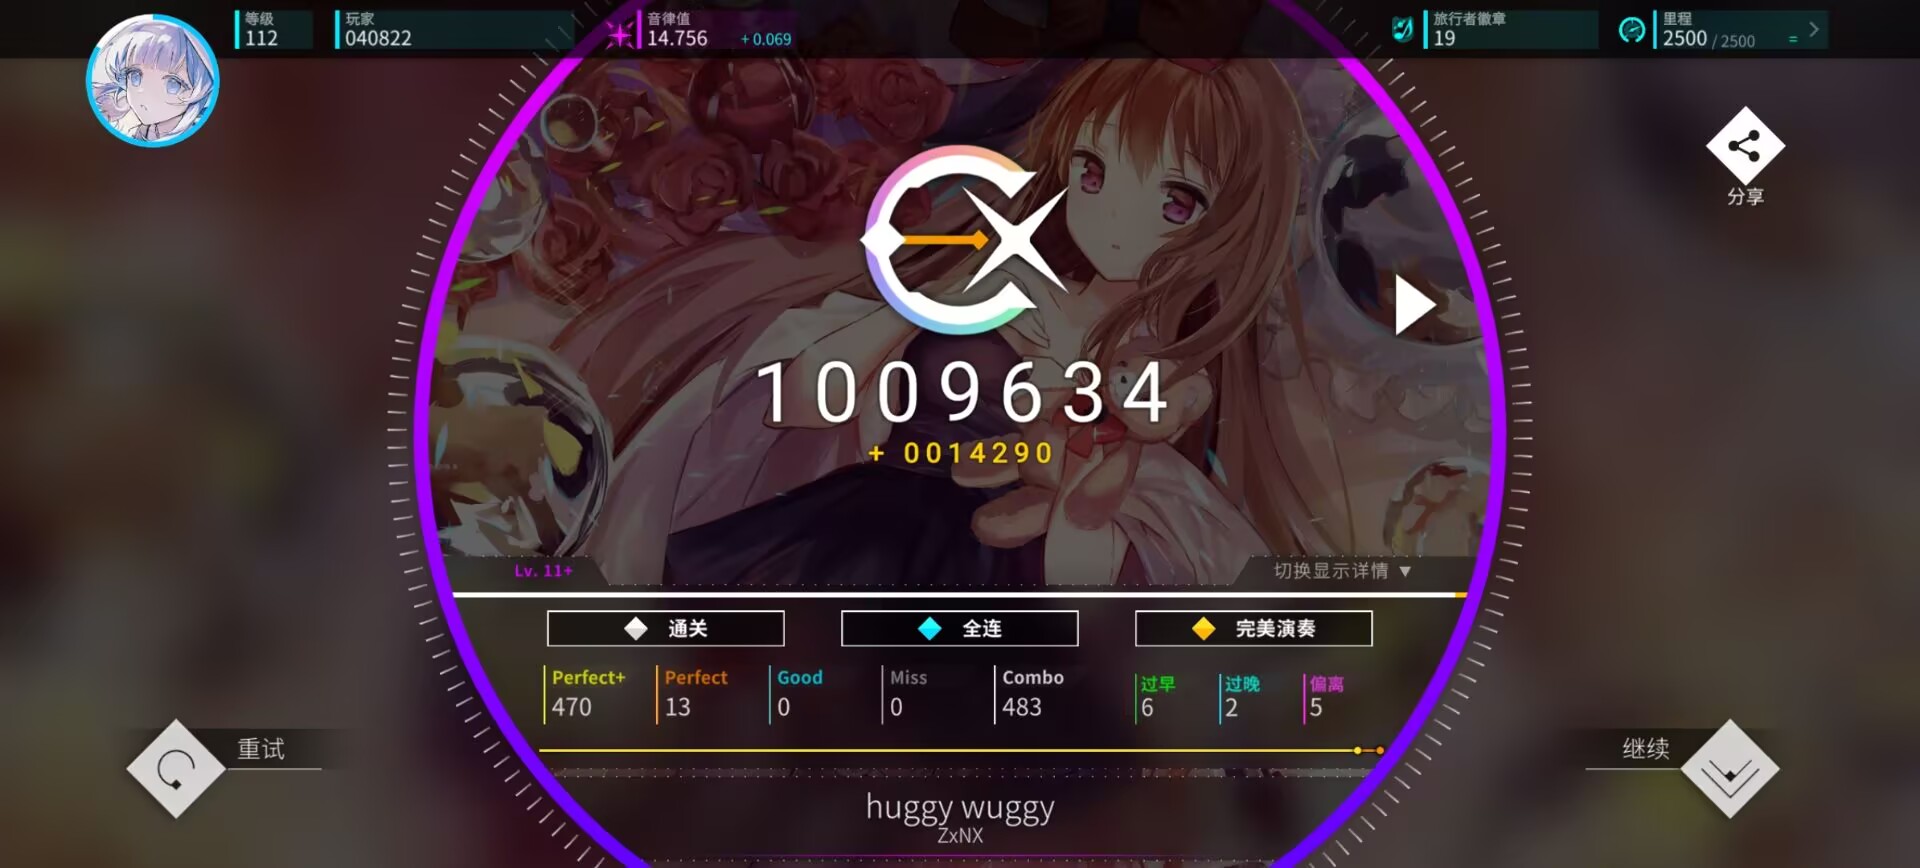 等级
112
玩家
040822
音律值
14.756 +0.069
旅行者徽章
19
里程
2500 / 2500 =
分享
1009634
+ 0014290
Lv. 11+
切换显示详情 ▼
通关
全连
完美演奏
Perfect+
470
Perfect
13
Good
0
Miss
0
Combo
483
过早
6
过晚
2
偏离
5
重试
继续
huggy wuggy
ZxNX